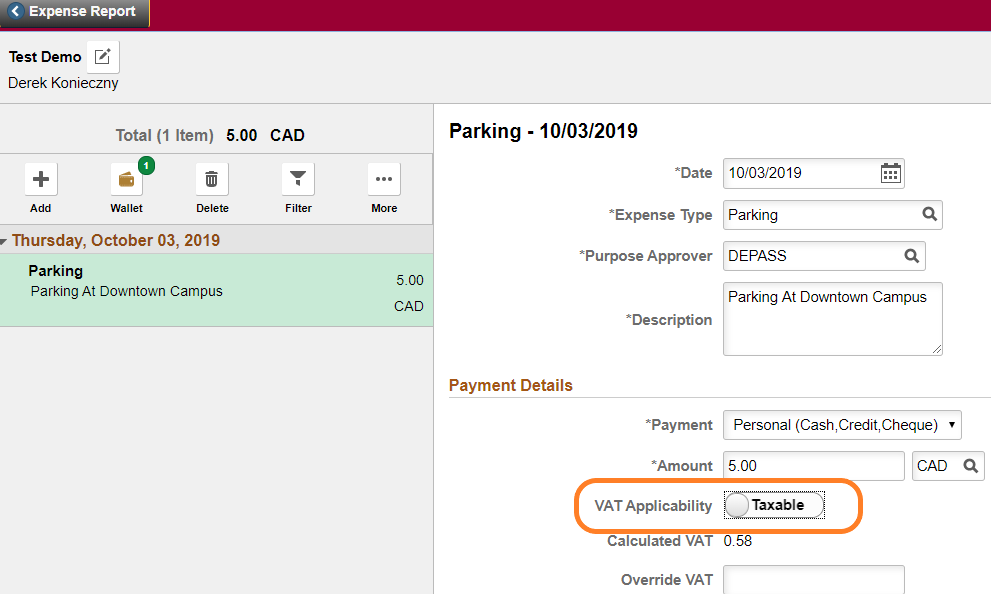 Expense Report
Test Demo
Derek Konieczny
Total (1 Item) 5.00 CAD
1
Add Wallet Delete Filter More
Thursday, October 03, 2019
Parking
5.00
Parking At Downtown Campus
CAD
Parking - 10/03/2019
*Date 10/03/2019
*Expense Type Parking
*Purpose Approver DEPASS
*Description Parking At Downtown Campus
Payment Details
*Payment Personal (Cash,Credit,Cheque)
*Amount 5.00 CAD
VAT Applicability Taxable
Calculated VAT 0.58
Override VAT